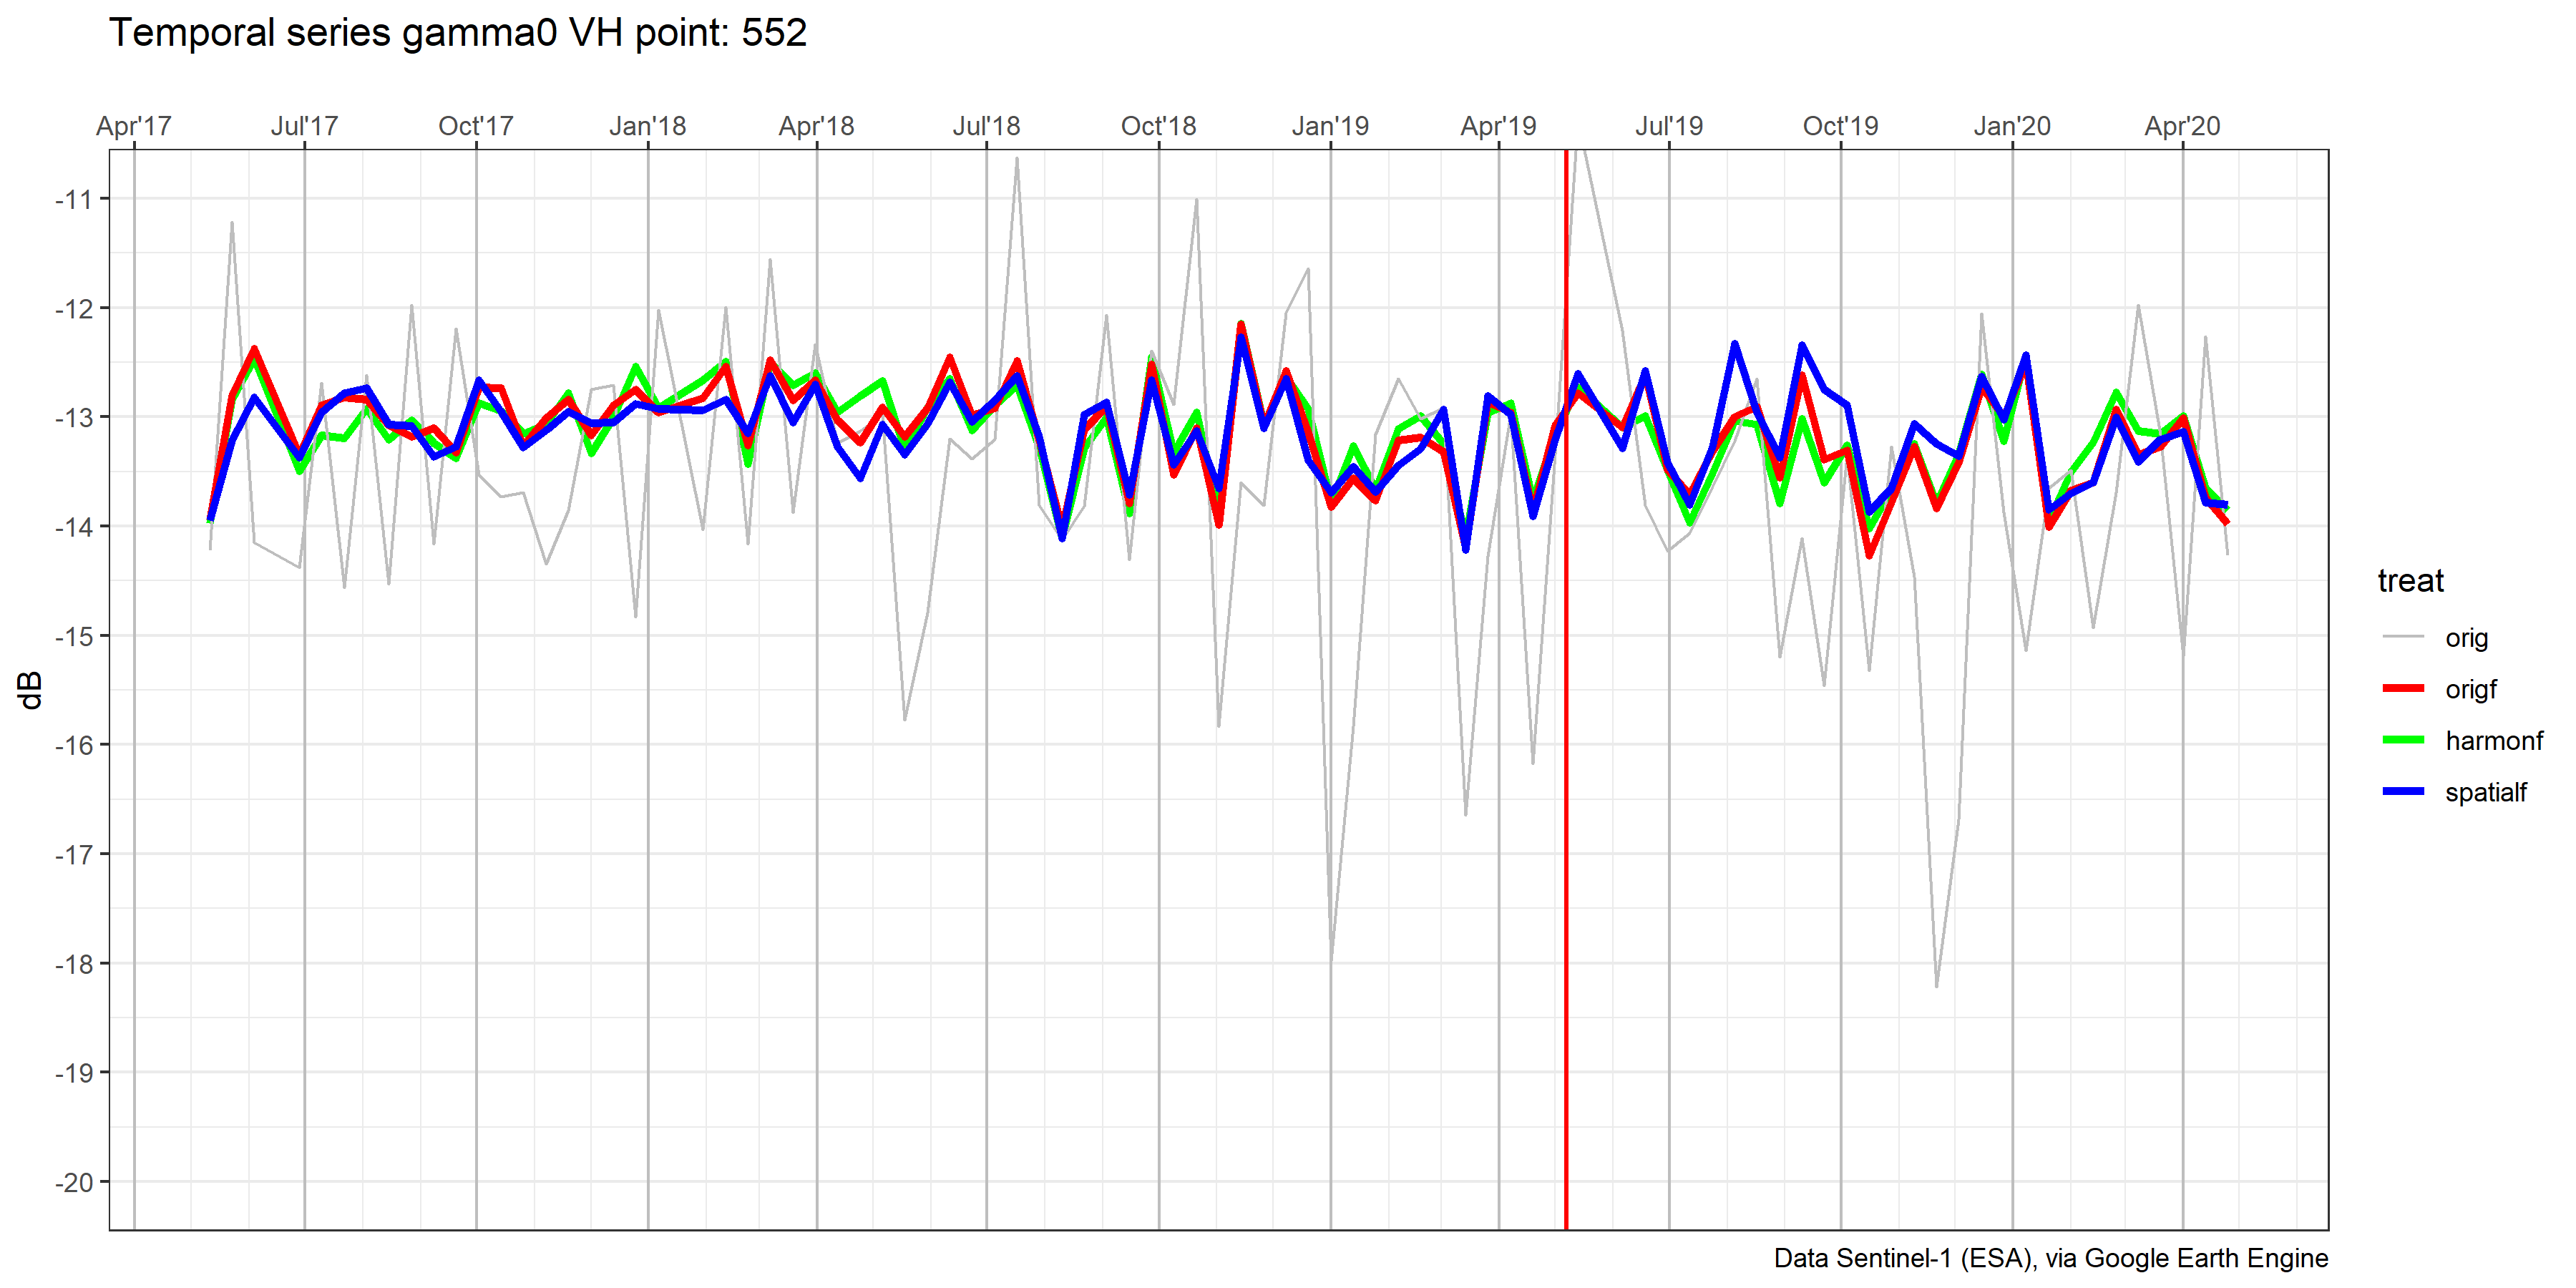 Temporal series gamma0 VH point: 552
Apr'17 Jul'17 Oct'17 Jan'18 Apr'18 Jul'18 Oct'18 Jan'19 Apr'19 Jul'19 Oct'19 Jan'20 Apr'20
-11
-12
-13
-14
-15
-16
-17
-18
-19
-20
dB
treat
orig
origf
harmonf
spatialf
Data Sentinel-1 (ESA), via Google Earth Engine